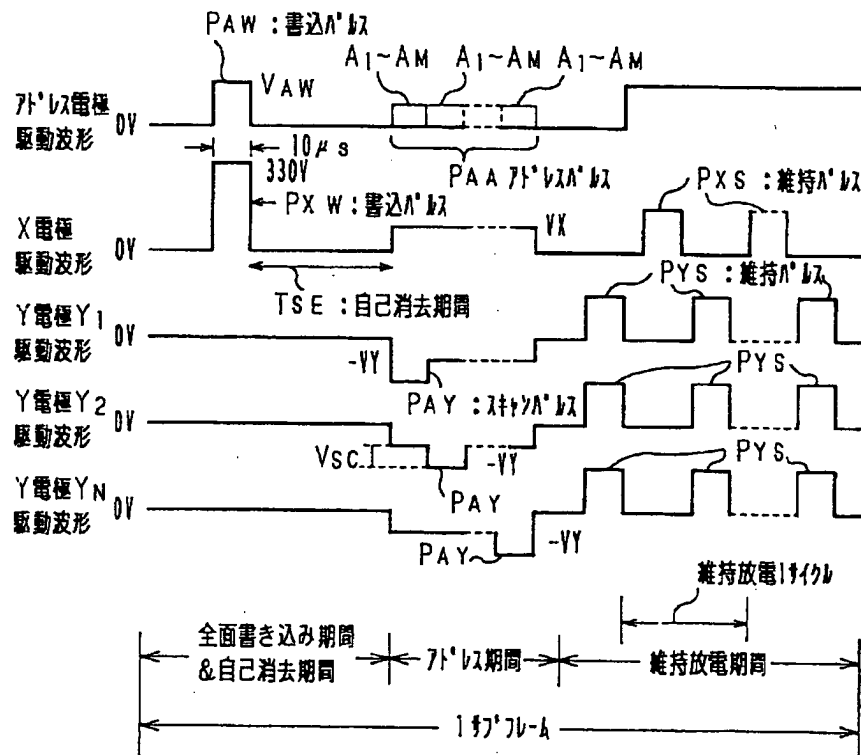 PAW：書込パルス
A1~AM A1~AM A1~AM
VAW
アドレス電極
駆動波形 0V
10μs
330V
PAA アドレスパルス
PXW：書込パルス
PXS：維持パルス
VX
X電極
駆動波形 0V
TSE：自己消去期間
PYS：維持パルス
Y電極Y1
駆動波形 0V
-VY
PAY：スキャンパルス
PYS
Y電極Y2
駆動波形 0V
VSC
-VY
PAY
PYS
Y電極YN
駆動波形 0V
PAY
-VY
維持放電1サイクル
全面書き込み期間
&自己消去期間
アドレス期間
維持放電期間
1サブフレーム